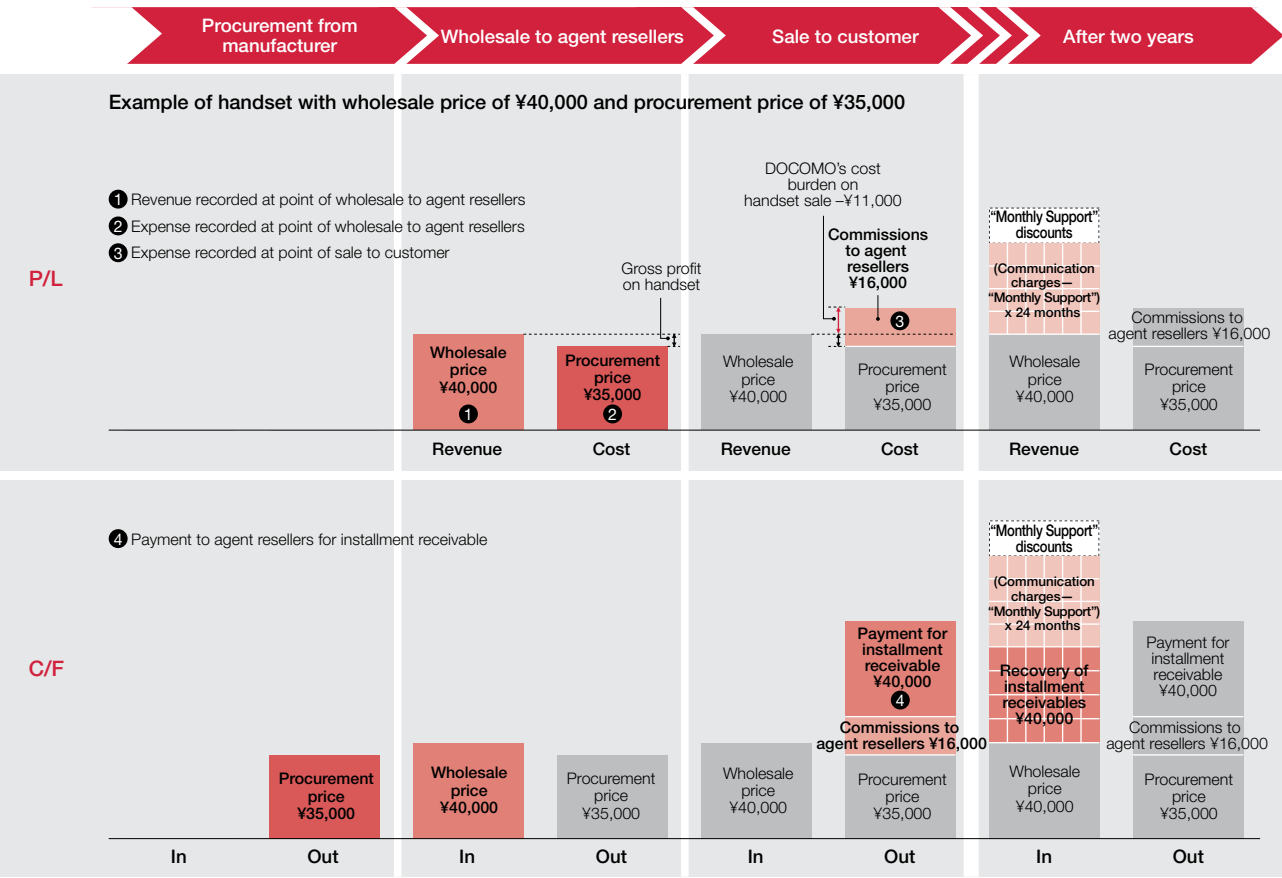 Procurement from
manufacturer
Wholesale to agent resellers
Sale to customer
After two years
Example of handset with wholesale price of ¥40,000 and procurement price of ¥35,000
P/L
❶ Revenue recorded at point of wholesale to agent resellers
❷ Expense recorded at point of wholesale to agent resellers
❸ Expense recorded at point of sale to customer
Wholesale
price
¥40,000
❶
Revenue
Gross profit
on handset
Procurement
price
¥35,000
❷
Cost
Wholesale
price
¥40,000
Revenue
DOCOMO's cost
burden on
handset sale –¥11,000
Commissions
to agent
resellers
¥16,000
❸
Procurement
price
¥35,000
Cost
"Monthly Support"
discounts
(Communication
charges—
"Monthly Support")
x 24 months
Wholesale
price
¥40,000
Revenue
Commissions to
agent resellers ¥16,000
Procurement
price
¥35,000
Cost
C/F
❹ Payment to agent resellers for installment receivable
In
Procurement
price
¥35,000
Out
Wholesale
price
¥40,000
In
Procurement
price
¥35,000
Out
Wholesale
price
¥40,000
In
Payment for
installment
receivable
¥40,000
❹
Commissions to
agent resellers ¥16,000
Procurement
price
¥35,000
Out
"Monthly Support"
discounts
(Communication
charges—
"Monthly Support")
x 24 months
Recovery of
installment
receivables
¥40,000
Wholesale
price
¥40,000
In
Payment for
installment
receivable
¥40,000
Commissions to
agent resellers ¥16,000
Procurement
price
¥35,000
Out